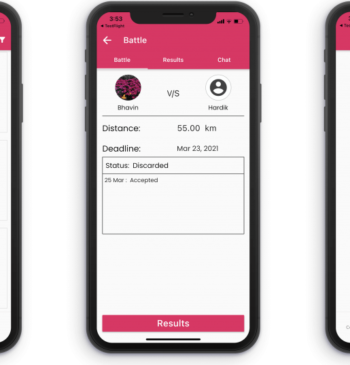 3:53
TestFlight
Battle
Battle Results Chat
V/S
Bhavin Hardik
Distance: 55.00 km
Deadline: Mar 23, 2021
Status: Discarded
25 Mar : Accepted
Results